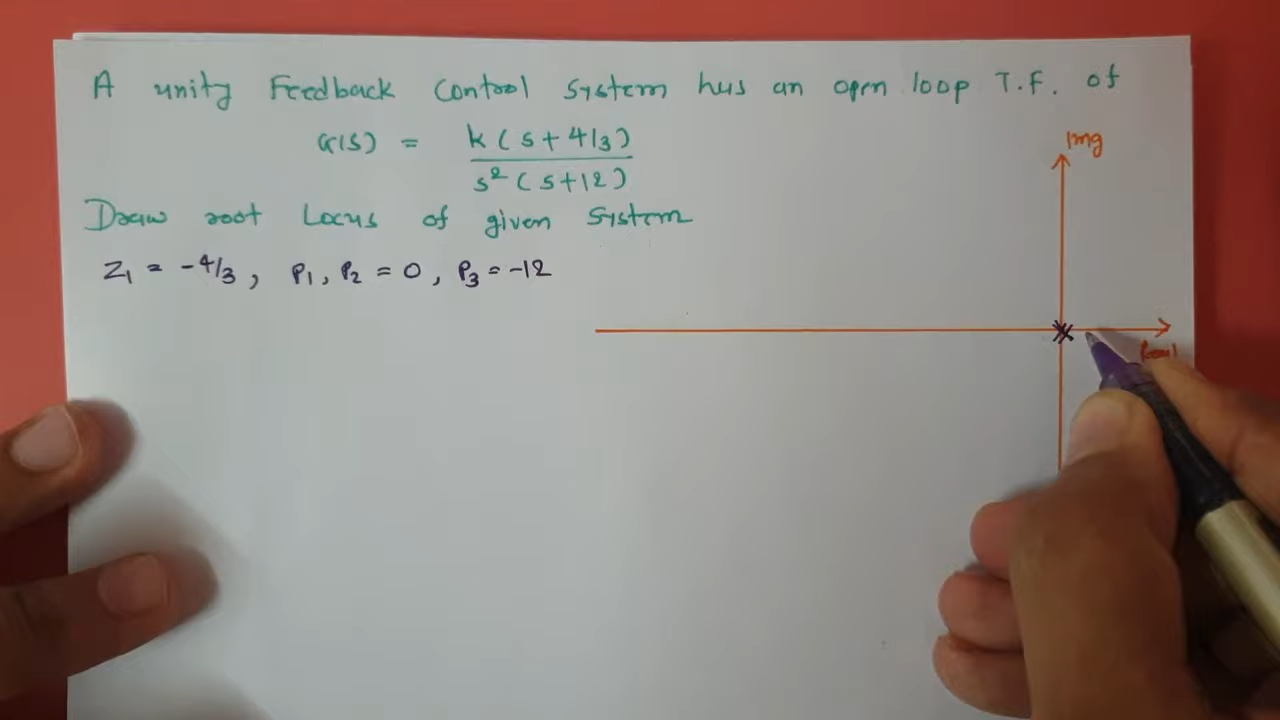 A unity Feedback Control System has an open loop T.F. of
G(S) = K(S+4/3)
S²(S+12)
Draw root Locus of given System
Z₁ = -4/3, P₁, P₂ = 0, P₃ = -12
Img
Real